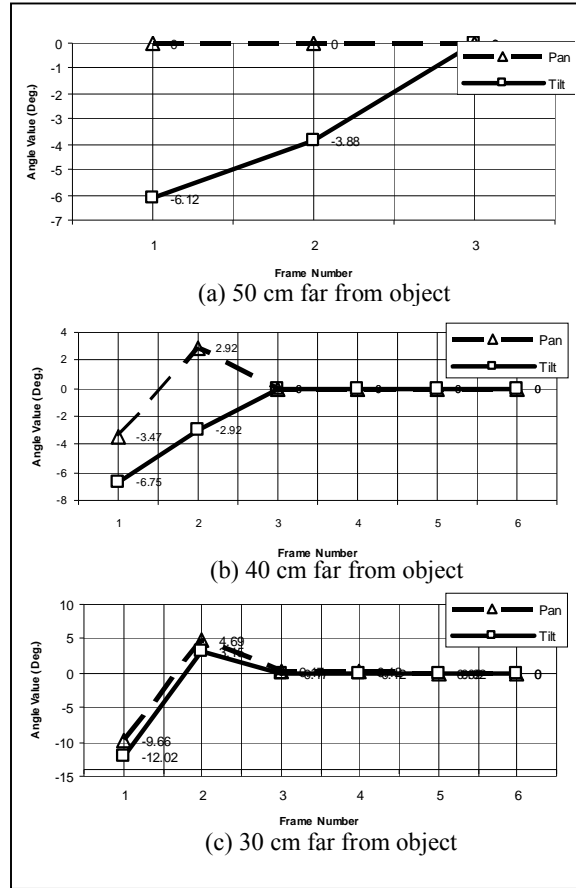 0
-1
-2
-3
-4
-5
-6
-7
Angle Value (Deg.)
0
0
-3.88
-6.12
Pan
Tilt
1 2 3
Frame Number
(a) 50 cm far from object
4
2
0
-2
-4
-6
-8
Angle Value (Deg.)
2.92
-3.47
-2.92
-6.75
0 0 0 0
Pan
Tilt
1 2 3 4 5 6
Frame Number
(b) 40 cm far from object
10
5
0
-5
-10
-15
Angle Value (Deg.)
4.69
3.15
-9.66
-12.02
0
Pan
Tilt
1 2 3 4 5 6
Frame Number
(c) 30 cm far from object